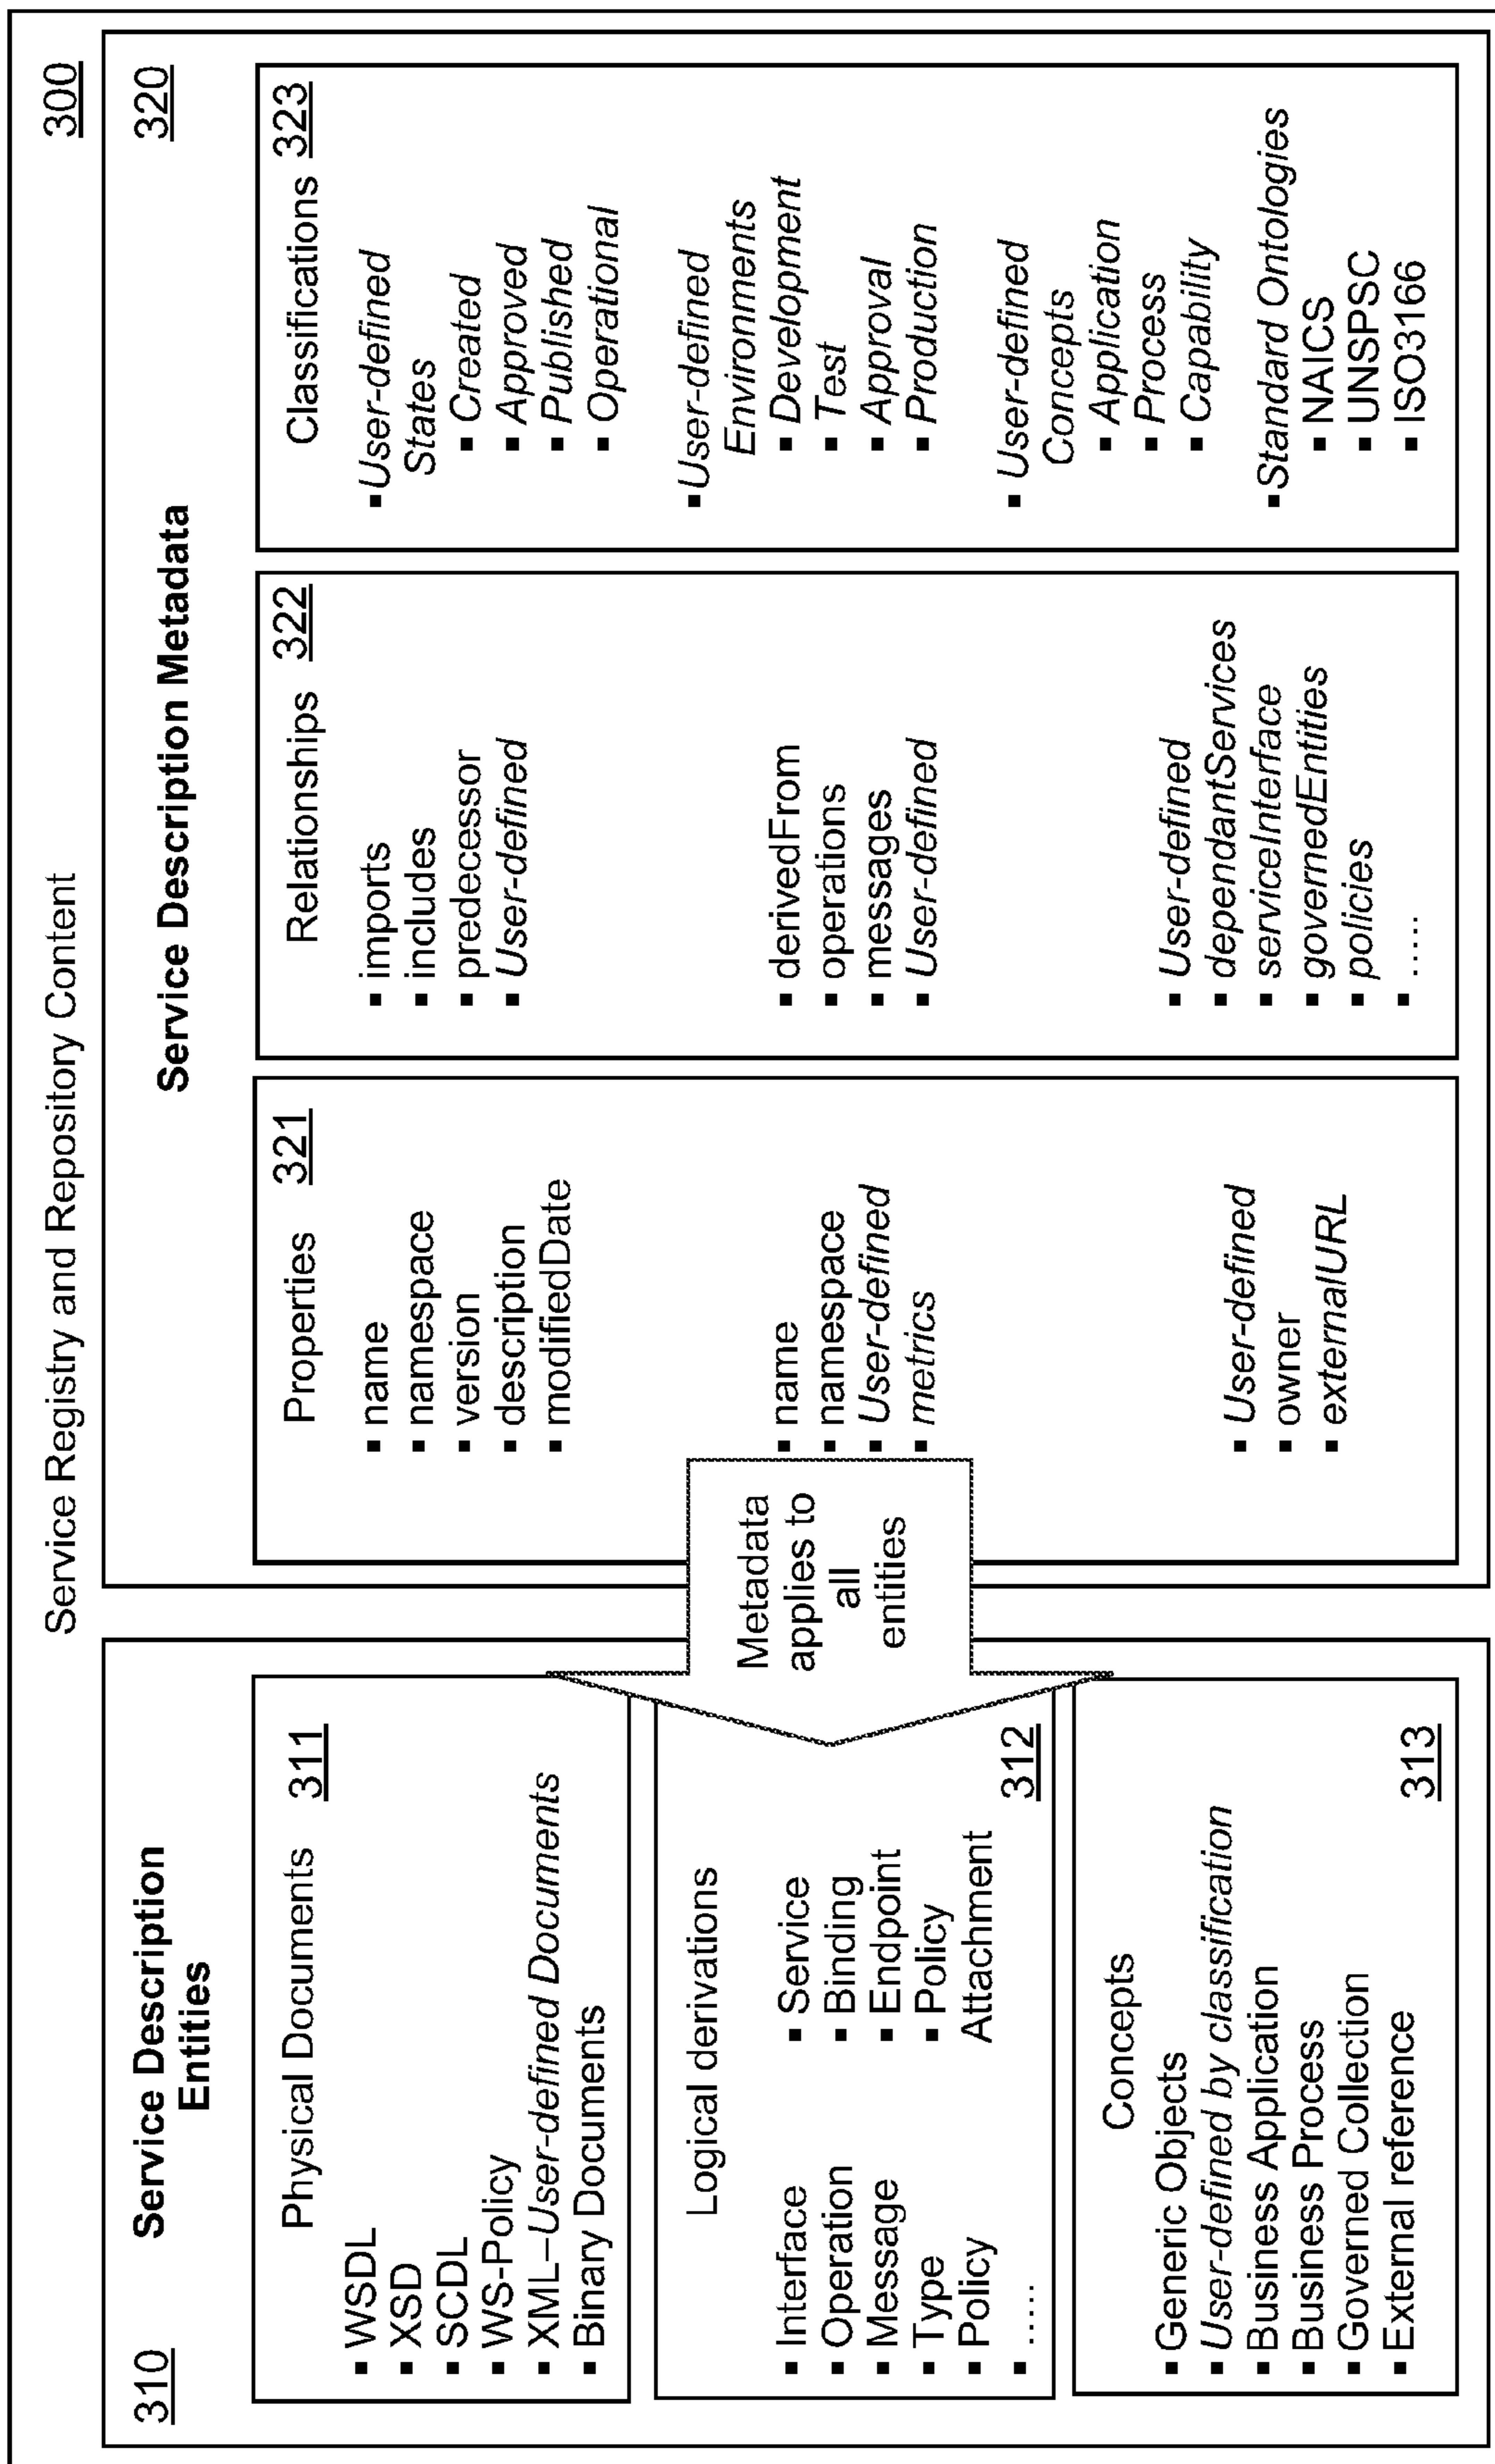 Service Registry and Repository Content
300
310
Service Description
Entities
Physical Documents
311
▪ WSDL
▪ XSD
▪ SCDL
▪ WS-Policy
▪ XML–User-defined Documents
▪ Binary Documents
Logical derivations
▪ Interface
▪ Operation
▪ Message
▪ Type
▪ Policy
▪ .....
▪ Service
▪ Binding
▪ Endpoint
▪ Policy
Attachment
312
Concepts
▪ Generic Objects
▪ User-defined by classification
▪ Business Application
▪ Business Process
▪ Governed Collection
▪ External reference
313
Metadata
applies to
all
entities
Service Description Metadata
320
Properties 321
▪ name
▪ namespace
▪ version
▪ description
▪ modifiedDate
▪ name
▪ namespace
▪ User-defined
▪ metrics
▪ User-defined
▪ owner
▪ externalURL
Relationships 322
▪ imports
▪ includes
▪ predecessor
▪ User-defined
▪ derivedFrom
▪ operations
▪ messages
▪ User-defined
▪ User-defined
▪ dependantServices
▪ serviceInterface
▪ governedEntities
▪ policies
▪ .....
Classifications 323
▪User-defined
States
▪ Created
▪ Approved
▪ Published
▪ Operational
▪User-defined
Environments
▪ Development
▪ Test
▪ Approval
▪ Production
▪ User-defined
Concepts
▪ Application
▪ Process
▪ Capability
▪Standard Ontologies
▪ NAICS
▪ UNSPSC
▪ ISO3166